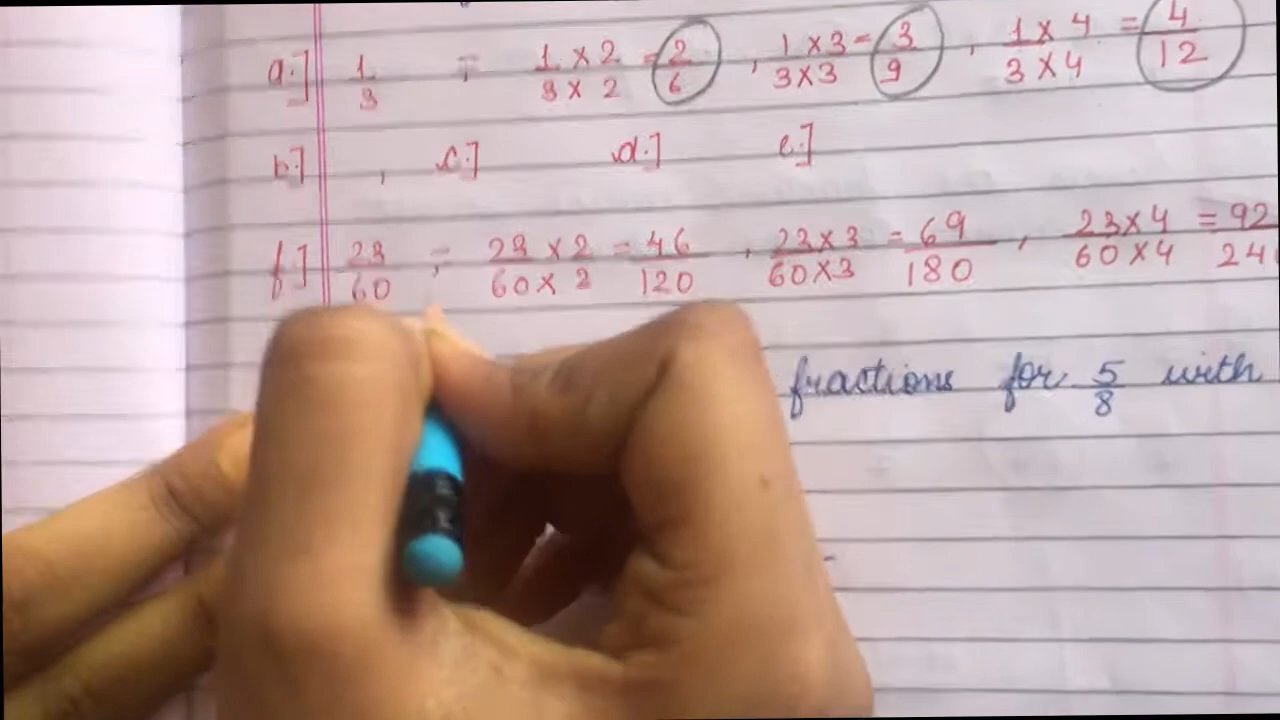 a.] 1/3 = 1 × 2 / 3 × 2 = 2/6 , 1 × 3 / 3 × 3 = 3/9 , 1 × 4 / 3 × 4 = 4/12
b.] , c.] d.] e.]
f.] 23/60 = 23 × 2 / 60 × 2 = 46/120 , 23 × 3 / 60 × 3 = 69/180 , 23 × 4 / 60 × 4 = 92/24
fractions for 5/8 with